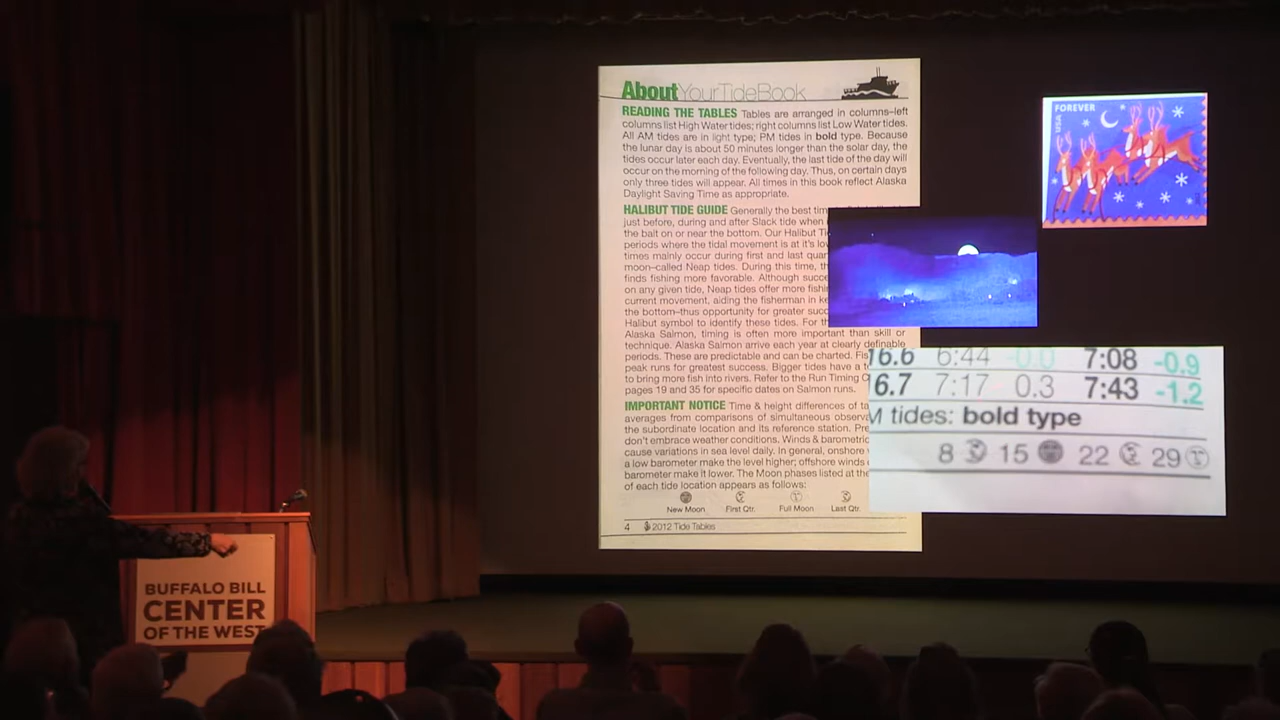 About YourTideBook
READING THE TABLES Tables are arranged in columns–left
columns list High Water tides; right columns list Low Water tides.
All AM tides are in light type; PM tides in bold type. Because
the lunar day is about 50 minutes longer than the solar day, the
tides occur later each day. Eventually, the last tide of the day will
occur on the morning of the following day. Thus, on certain days
only three tides will appear. All times in this book reflect Alaska
Daylight Saving Time as appropriate.
HALIBUT TIDE GUIDE Generally the best
just before, during and after Slack tide when
the bait on or near the bottom. Our Halibut
periods where the tidal movement is at it's
times mainly occur during first and last
moon–called Neap tides. During this time,
finds fishing more favorable. Although
on any given tide, Neap tides offer more
current movement, aiding the fisherman in
the bottom–thus opportunity for greater
Halibut symbol to identify these tides. For
Alaska Salmon, timing is often more important than skill or
technique. Alaska Salmon arrive each year at clearly definable
periods. These are predictable and can be charted.
peak runs for greatest success. Bigger tides have a
to bring more fish into rivers. Refer to the Run Timing
pages 19 and 35 for specific dates on Salmon runs.
IMPORTANT NOTICE Time & height differences of
averages from comparisons of simultaneous
the subordinate location and its reference station.
don't embrace weather conditions. Winds & barometric
cause variations in sea level daily. In general, onshore
a low barometer make the level higher; offshore winds
barometer make it lower. The Moon phases listed at the
of each tide location appears as follows:
New Moon First Qtr. Full Moon Last Qtr.
4 2012 Tide Tables
FOREVER
USA
16.6 6:44 -0.0 7:08 -0.9
6.7 7:17 0.3 7:43 -1.2
M tides: bold type
8 15 22 29
BUFFALO BILL
CENTER
OF THE WEST